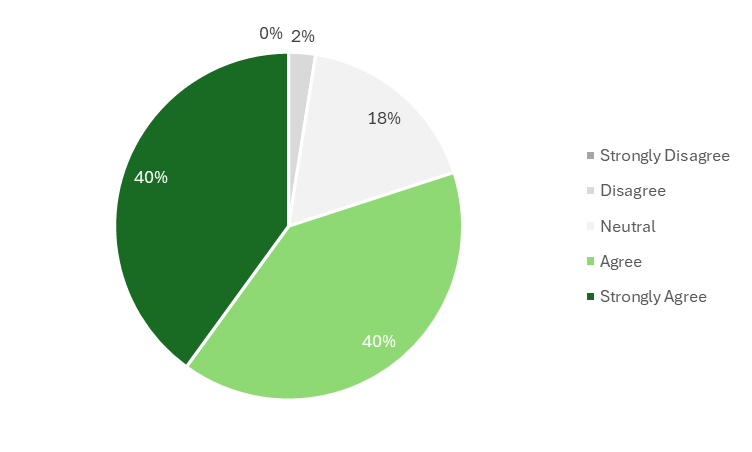 0% 2%
18%
40%
40%
Strongly Disagree
Disagree
Neutral
Agree
Strongly Agree